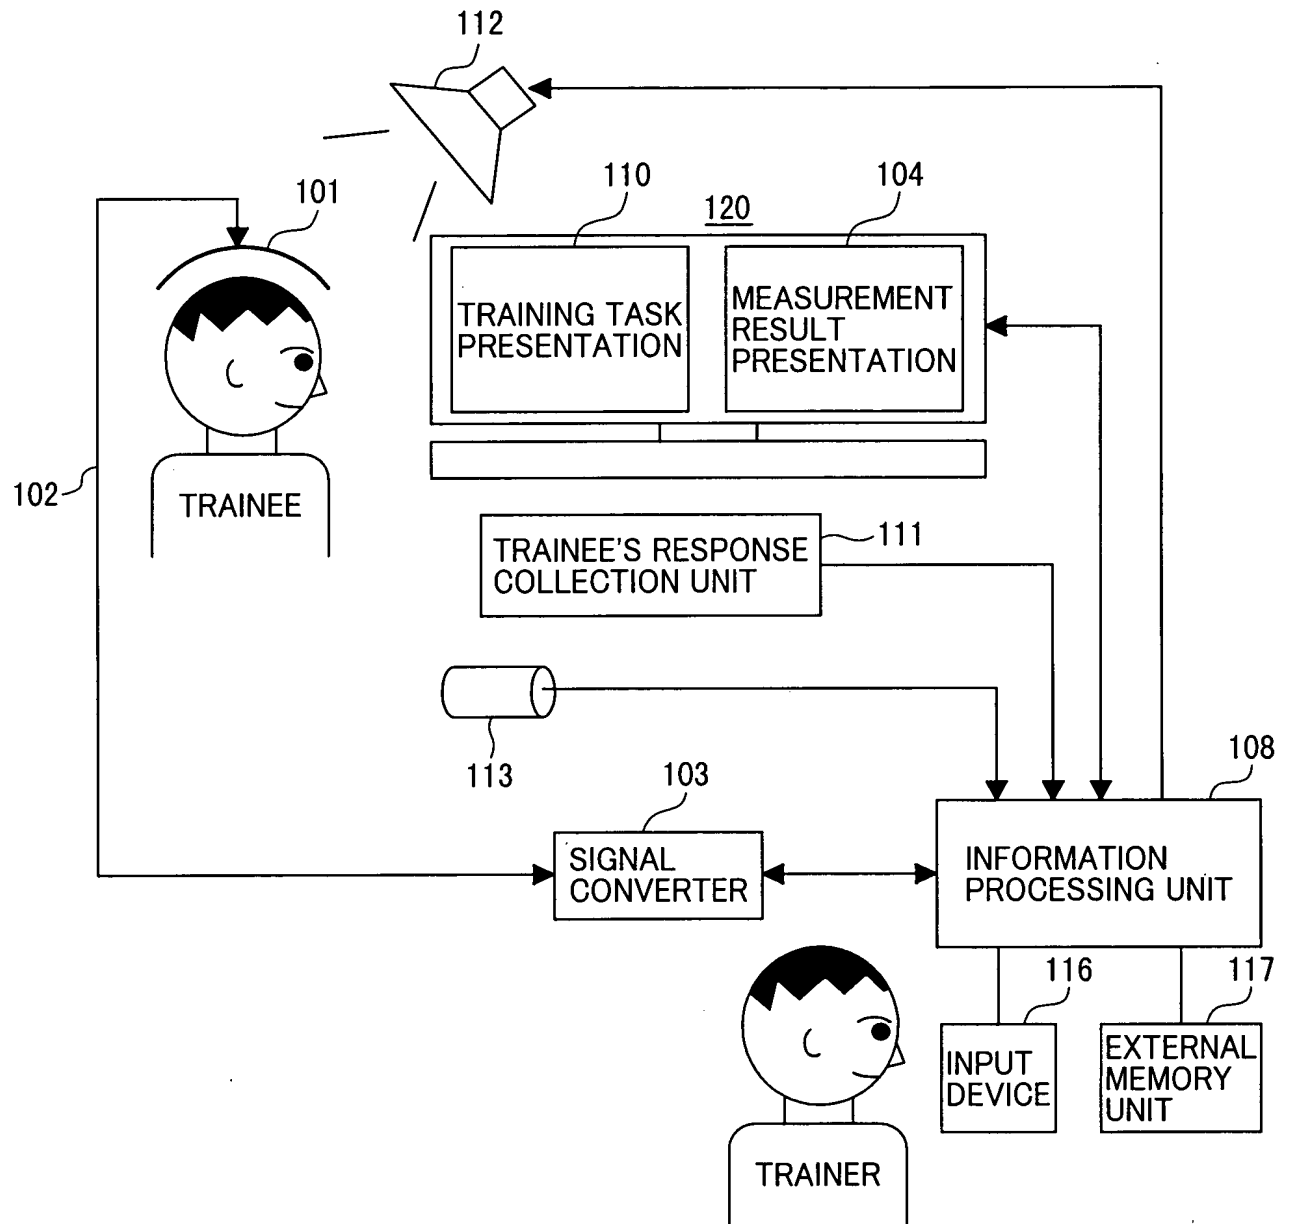 112
110
104
101
120
TRAINING TASK
PRESENTATION
MEASUREMENT
RESULT
PRESENTATION
102
TRAINEE
TRAINEE'S RESPONSE
COLLECTION UNIT
111
113
103
108
SIGNAL
CONVERTER
INFORMATION
PROCESSING UNIT
116
117
INPUT
DEVICE
EXTERNAL
MEMORY
UNIT
TRAINER